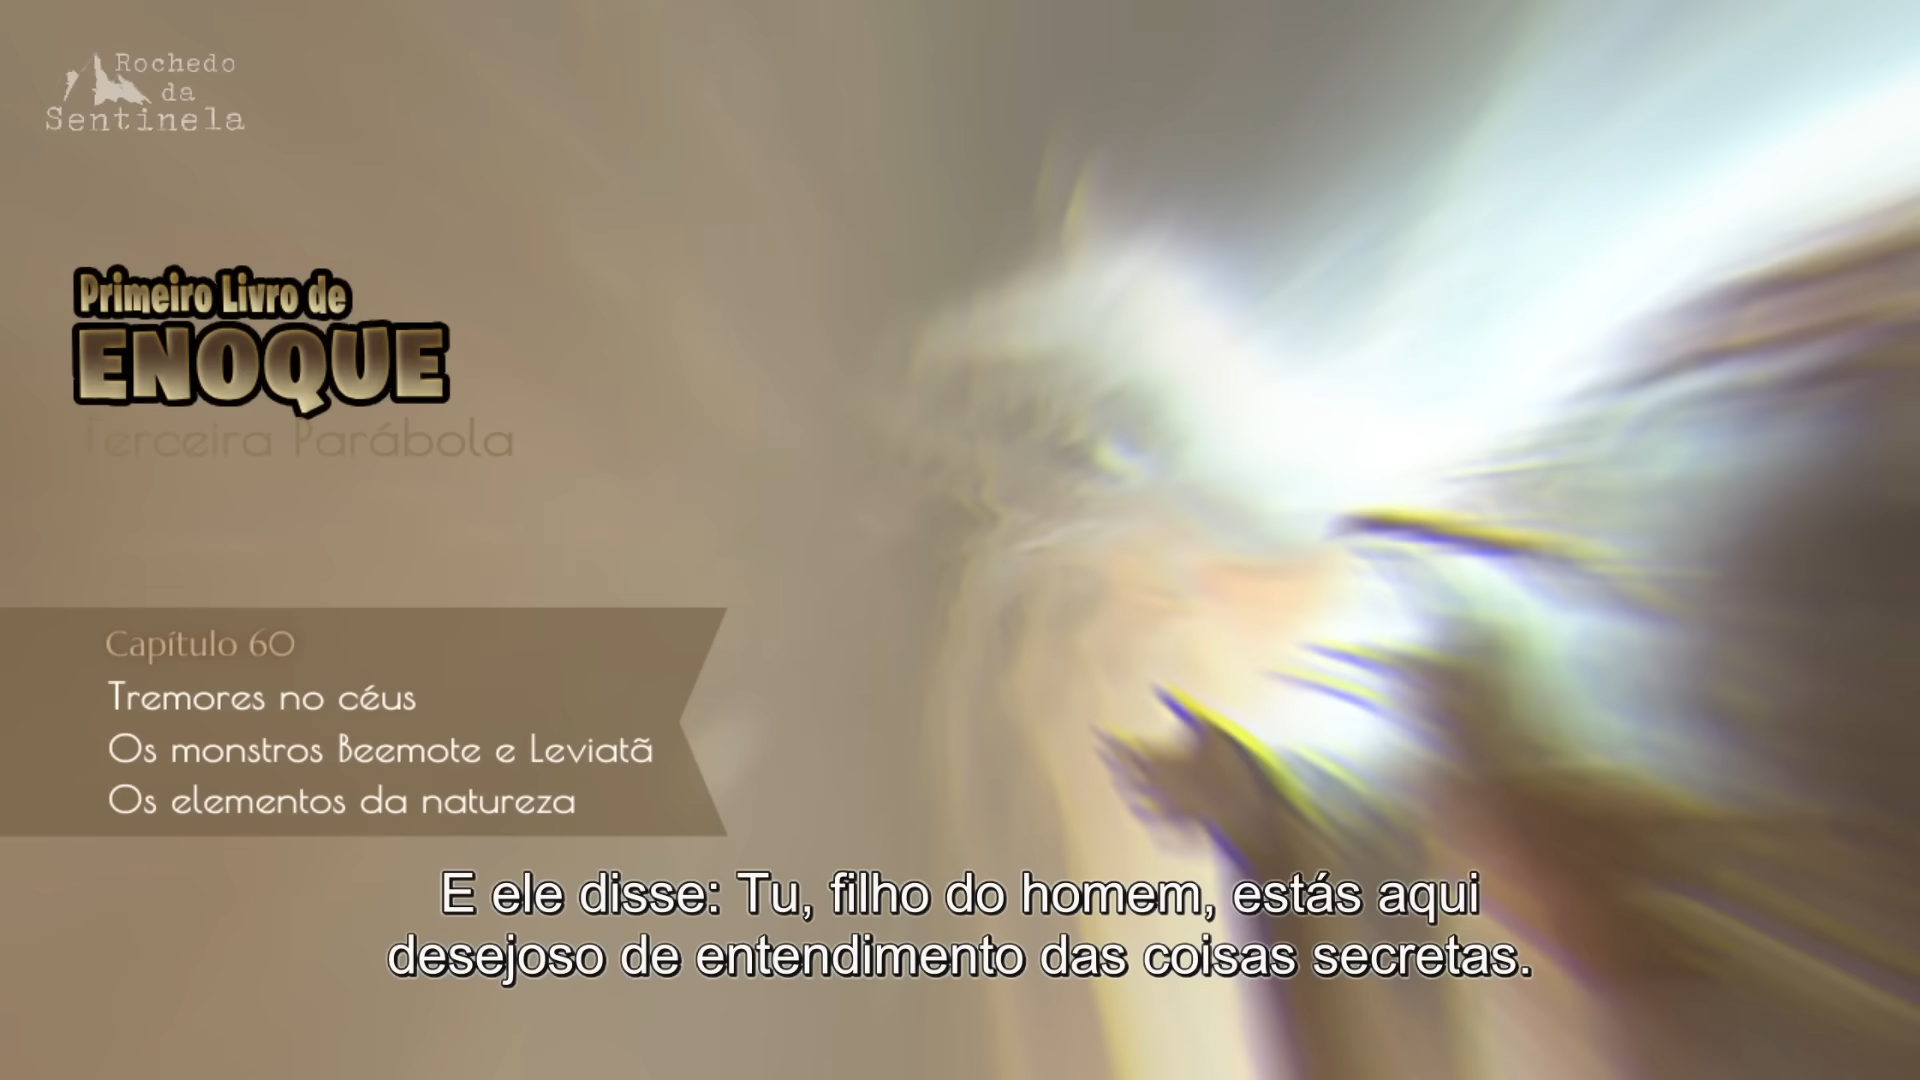 Rochedo
da
Sentinela
Primeiro Livro de
ENOQUE
Terceira Parábola
Capítulo 60
Tremores no céus
Os monstros Beemote e Leviatã
Os elementos da natureza
E ele disse: Tu, filho do homem, estás aqui
desejoso de entendimento das coisas secretas.